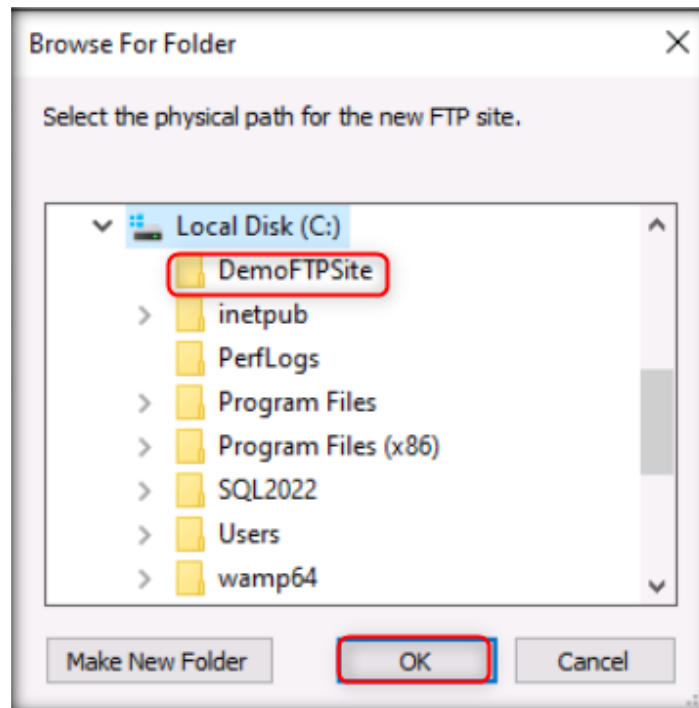 Browse For Folder
Select the physical path for the new FTP site.
Local Disk (C:)
DemoFTPSite
inetpub
PerfLogs
Program Files
Program Files (x86)
SQL2022
Users
wamp64
Make New Folder OK Cancel